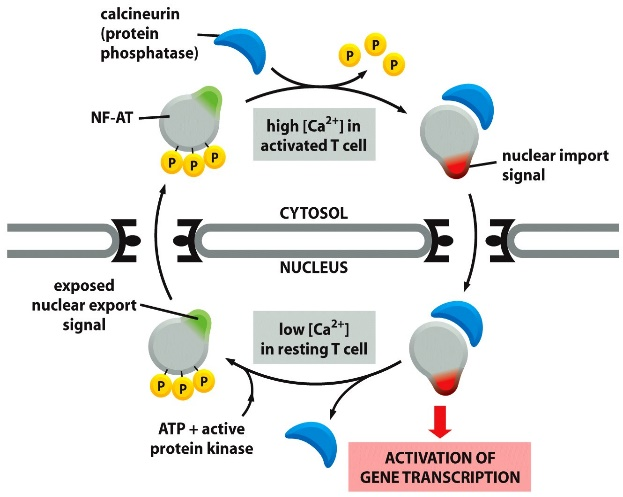 calcineurin
(protein
phosphatase)
P
P
P
NF-AT
high [Ca2+] in
activated T cell
P
P
P
nuclear import
signal
CYTOSOL
NUCLEUS
exposed
nuclear export
signal
low [Ca2+]
in resting T cell
P
P
P
ATP + active
protein kinase
ACTIVATION OF
GENE TRANSCRIPTION